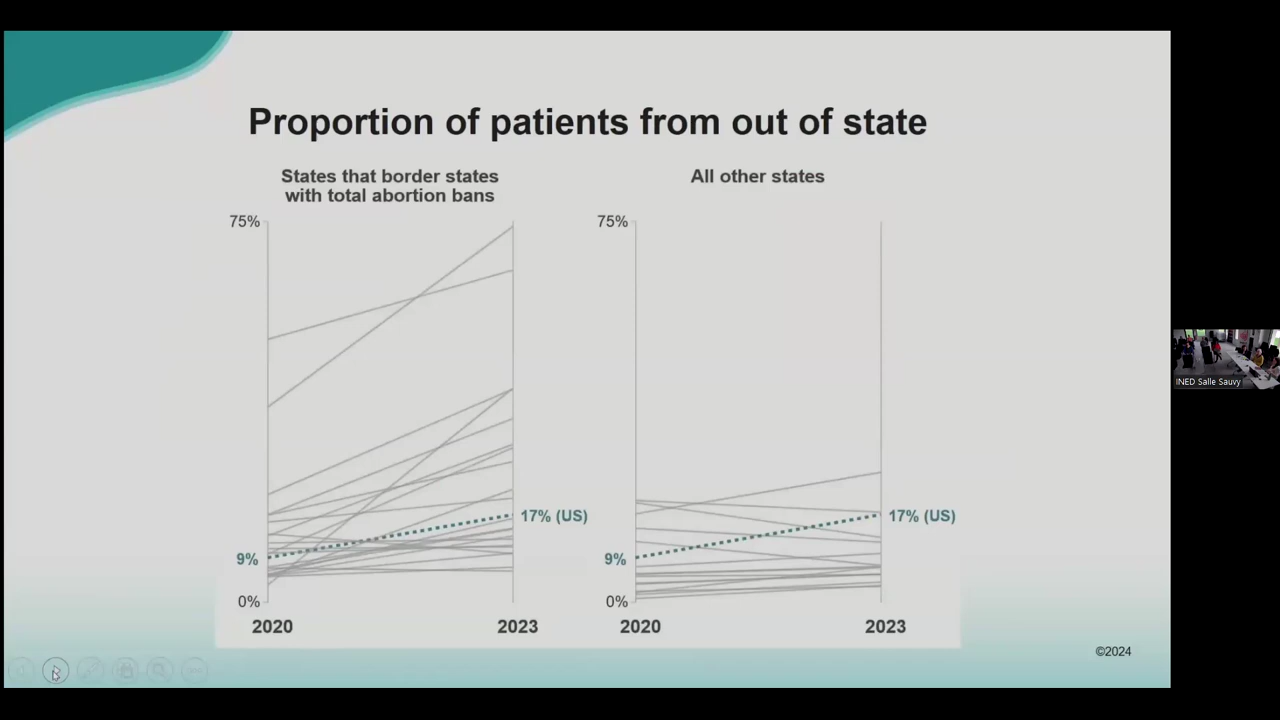 Proportion of patients from out of state
States that border states
with total abortion bans
75%
17% (US)
9%
0%
2020
2023
All other states
75%
17% (US)
9%
0%
2020
2023
©2024
INED Salle Sauvy